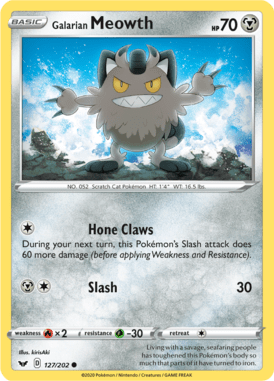 BASIC
Galarian Meowth HP 70
NO. 052 Scratch Cat Pokémon HT: 1'4" WT: 16.5 lbs.
Hone Claws
During your next turn, this Pokémon's Slash attack does
60 more damage (before applying Weakness and Resistance).
Slash 30
weakness ×2 resistance -30 retreat
Illus. kirisAki
D 127/202
Living with a savage, seafaring people
has toughened this Pokémon's body so
much that parts of it have turned to iron.
©2020 Pokémon / Nintendo / Creatures / GAME FREAK